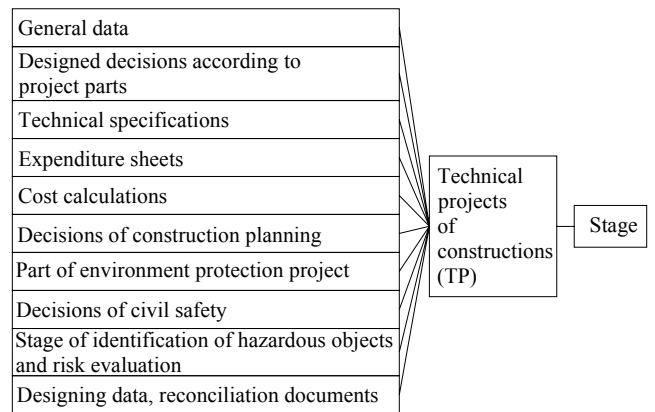 General data
Designed decisions according to
project parts
Technical specifications
Expenditure sheets
Cost calculations
Decisions of construction planning
Part of environment protection project
Decisions of civil safety
Stage of identification of hazardous objects
and risk evaluation
Designing data, reconciliation documents
Technical
projects
of
constructions
(TP)
Stage